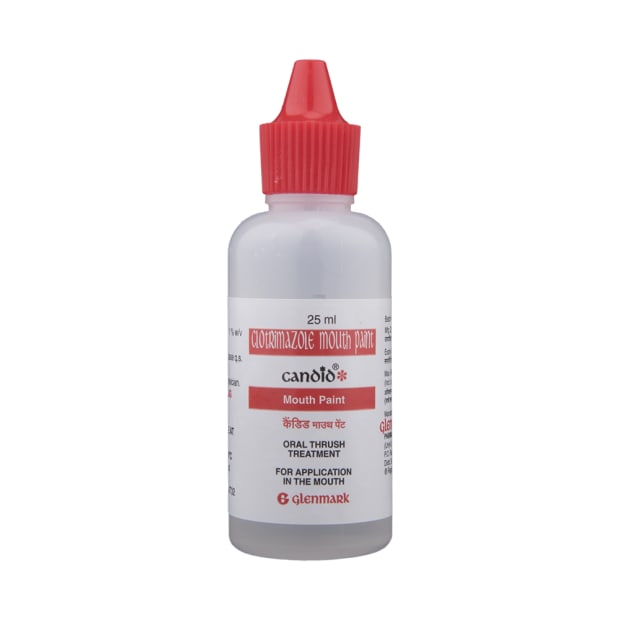 25 ml
Clotrimazole Mouth Paint
candid®
Mouth Paint
कैंडिड माउथ पेंट
ORAL THRUSH
TREATMENT
FOR APPLICATION
IN THE MOUTH
Glenmark
% w/v
q.s.